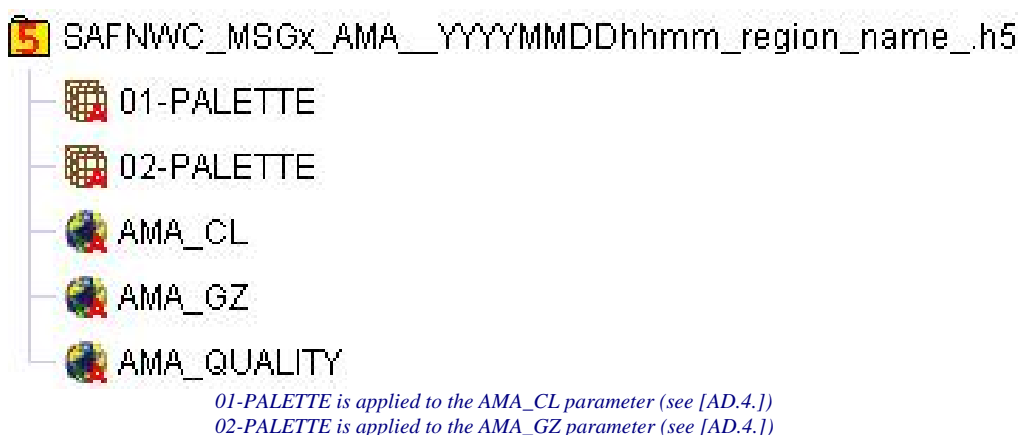 SAFNWC_MSGx_AMA__YYYYMMDDhhmm_region_name_.h5
01-PALETTE
02-PALETTE
AMA_CL
AMA_GZ
AMA_QUALITY
01-PALETTE is applied to the AMA_CL parameter (see [AD.4.])
02-PALETTE is applied to the AMA_GZ parameter (see [AD.4.])